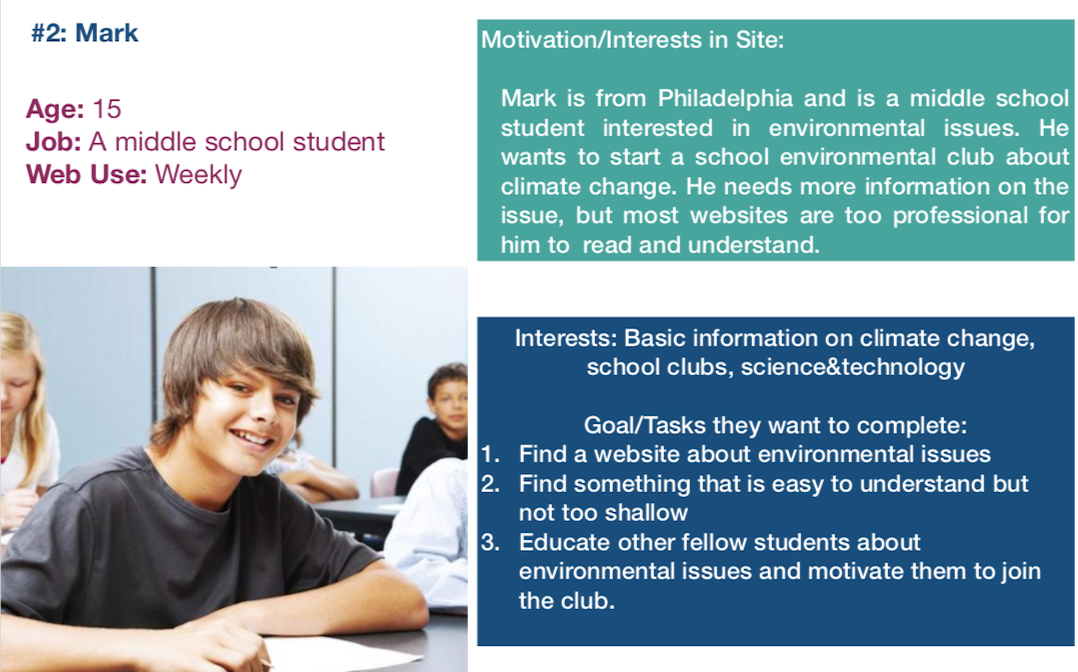 #2: Mark
Age: 15
Job: A middle school student
Web Use: Weekly
Motivation/Interests in Site:
Mark is from Philadelphia and is a middle school
student interested in environmental issues. He
wants to start a school environmental club about
climate change. He needs more information on the
issue, but most websites are too professional for
him to read and understand.
Interests: Basic information on climate change,
school clubs, science&technology
Goal/Tasks they want to complete:
1. Find a website about environmental issues
2. Find something that is easy to understand but
not too shallow
3. Educate other fellow students about
environmental issues and motivate them to join
the club.